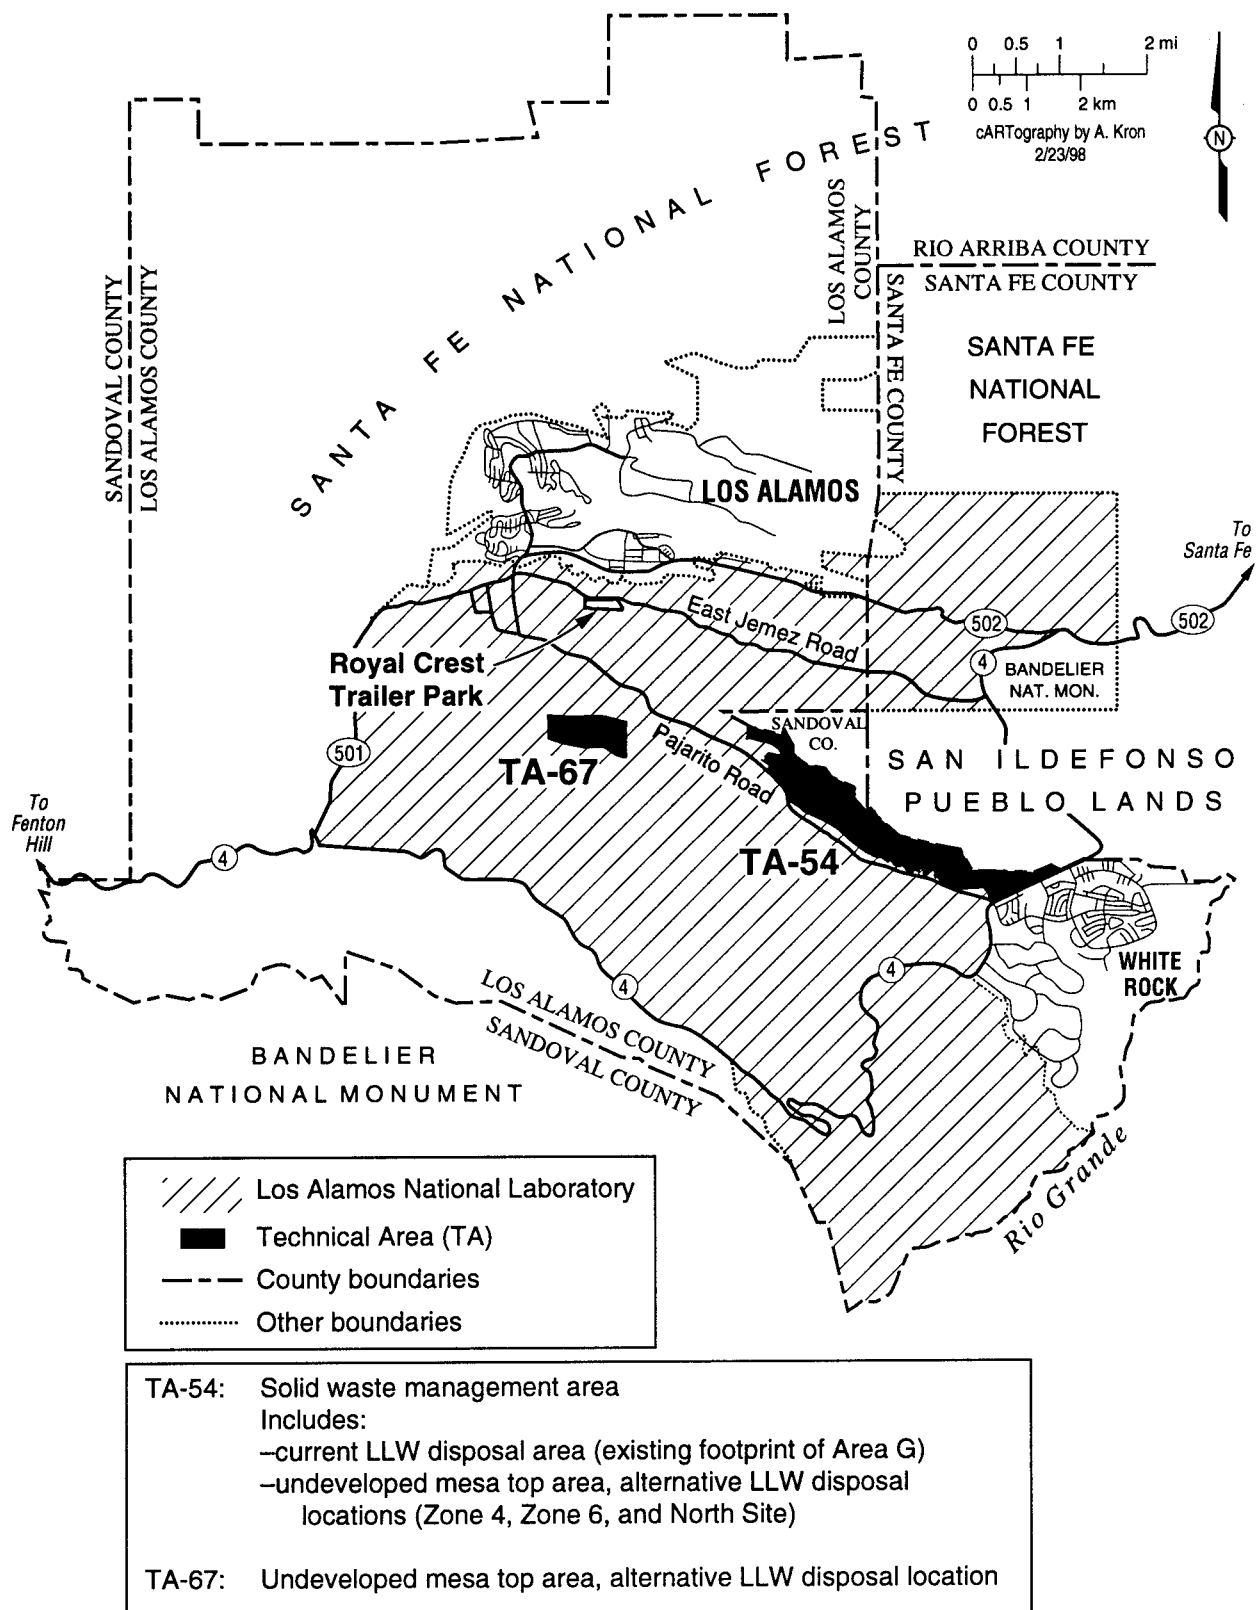 0 0.5 1 2 mi
0 0.5 1 2 km
cARTography by A. Kron
2/23/98
N
SANTA FE NATIONAL FOREST
LOS ALAMOS
COUNTY
RIO ARRIBA COUNTY
SANTA FE COUNTY
SANTA FE COUNTY
SANDOVAL COUNTY
LOS ALAMOS COUNTY
SANTA FE
NATIONAL
FOREST
LOS ALAMOS
To
Santa Fe
East Jemez Road
502
502
4
BANDELIER
NAT. MON.
Royal Crest
Trailer Park
SANDOVAL
CO.
501
TA-67
Pajarito Road
SAN ILDEFONSO
PUEBLO LANDS
To
Fenton
Hill
4
TA-54
WHITE
ROCK
4
4
LOS ALAMOS COUNTY
SANDOVAL COUNTY
BANDELIER
NATIONAL MONUMENT
Rio Grande
Los Alamos National Laboratory
Technical Area (TA)
County boundaries
Other boundaries
TA-54: Solid waste management area
Includes:
–current LLW disposal area (existing footprint of Area G)
–undeveloped mesa top area, alternative LLW disposal
locations (Zone 4, Zone 6, and North Site)
TA-67: Undeveloped mesa top area, alternative LLW disposal location